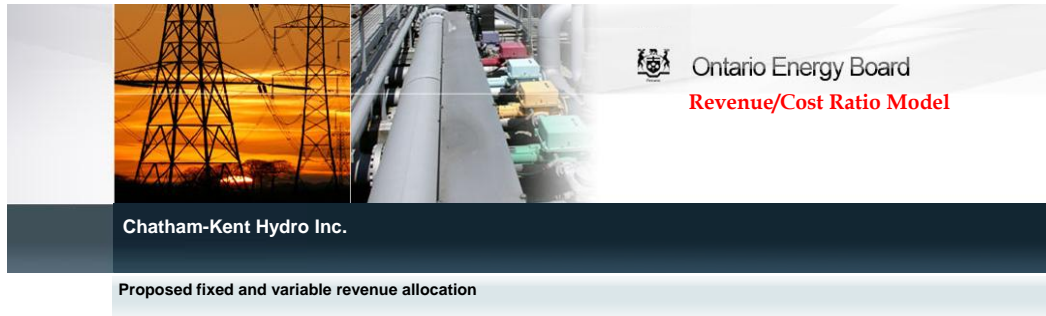 Ontario Energy Board
Revenue/Cost Ratio Model
Chatham-Kent Hydro Inc.
Proposed fixed and variable revenue allocation